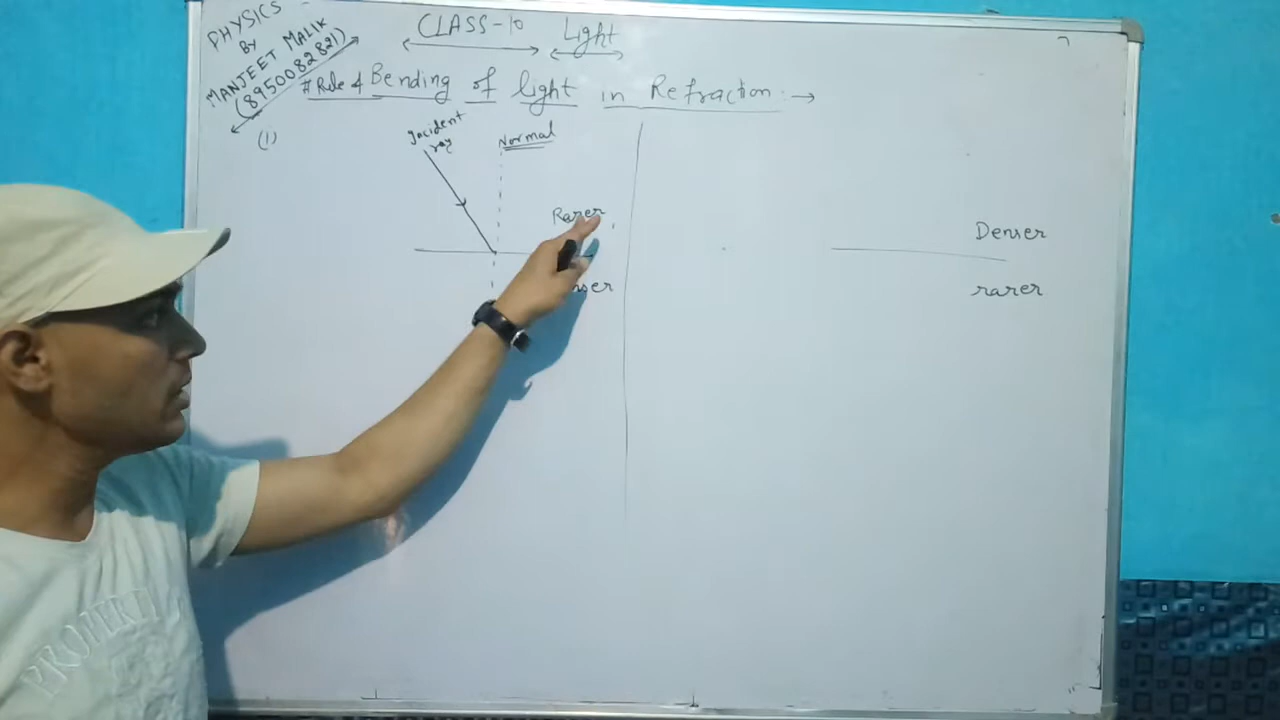 PHYSICS
BY
MANJEET MALIK
(8950082821)
CLASS-10 Light
# Rule of Bending of light in Refraction :→
(1)
Incident
ray
Normal
Rarer
Denser
rarer